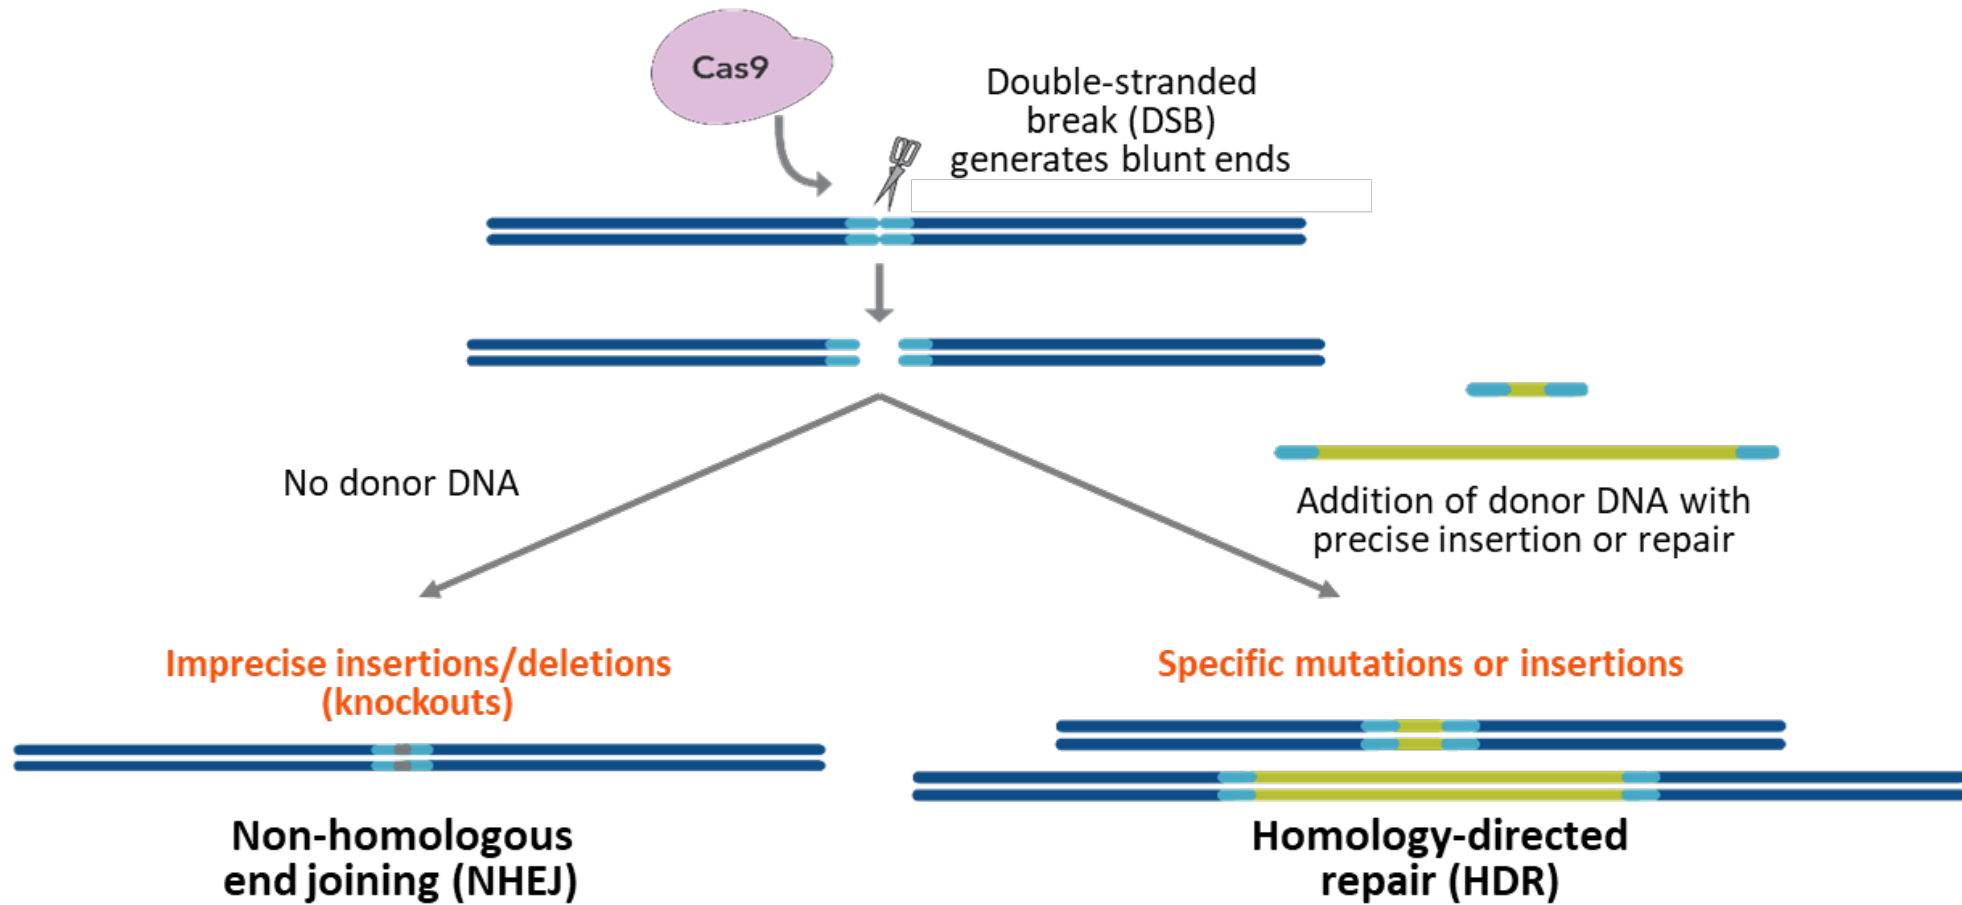 Cas9
Double-stranded
break (DSB)
generates blunt ends
No donor DNA
Addition of donor DNA with
precise insertion or repair
Imprecise insertions/deletions
(knockouts)
Specific mutations or insertions
Non-homologous
end joining (NHEJ)
Homology-directed
repair (HDR)